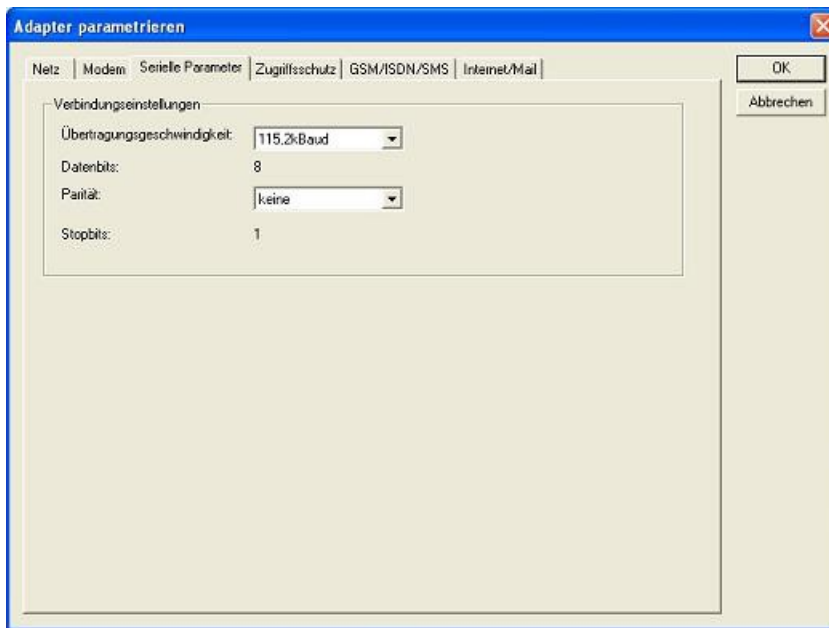 Adapter parametrieren
Netz Modem Serielle Parameter Zugriffsschutz GSM/ISDN/SMS Internet/Mail
OK
Abbrechen
Verbindungseinstellungen
Übertragungsgeschwindigkeit: 115,2kBaud
Datenbits: 8
Parität: keine
Stopbits: 1